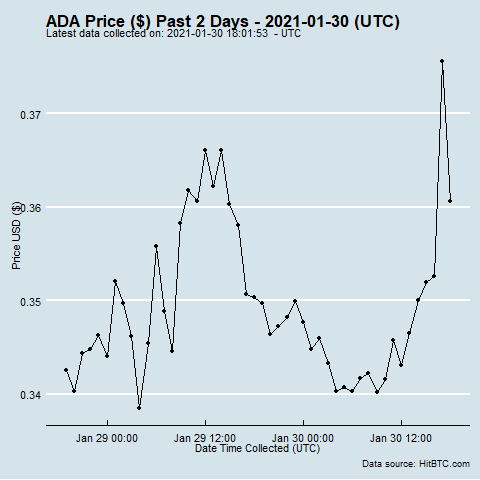 ADA Price ($) Past 2 Days - 2021-01-30 (UTC)
Latest data collected on: 2021-01-30 18:01:53 - UTC
0.37
0.36
0.35
0.34
Price USD ($)
Jan 29 00:00 Jan 29 12:00 Jan 30 00:00 Jan 30 12:00
Date Time Collected (UTC)
Data source: HitBTC.com